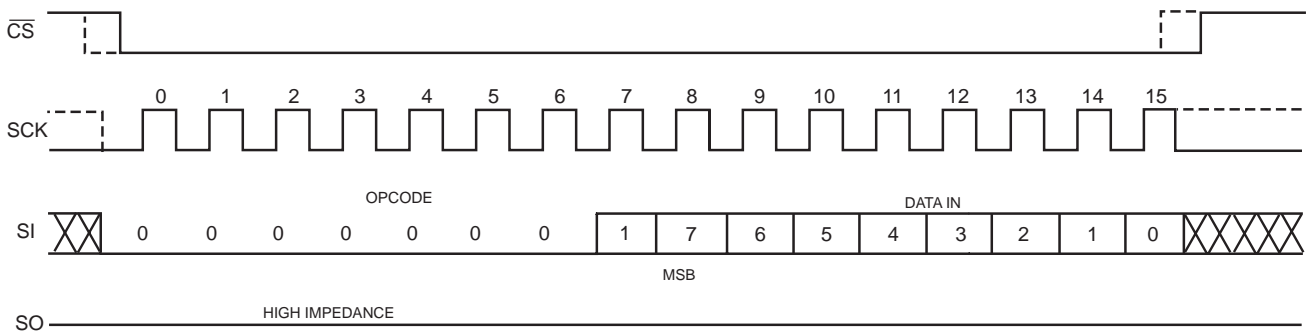 CS
0 1 2 3 4 5 6 7 8 9 10 11 12 13 14 15
SCK
OPCODE
DATA IN
SI 0 0 0 0 0 0 0 1 7 6 5 4 3 2 1 0
MSB
HIGH IMPEDANCE
SO